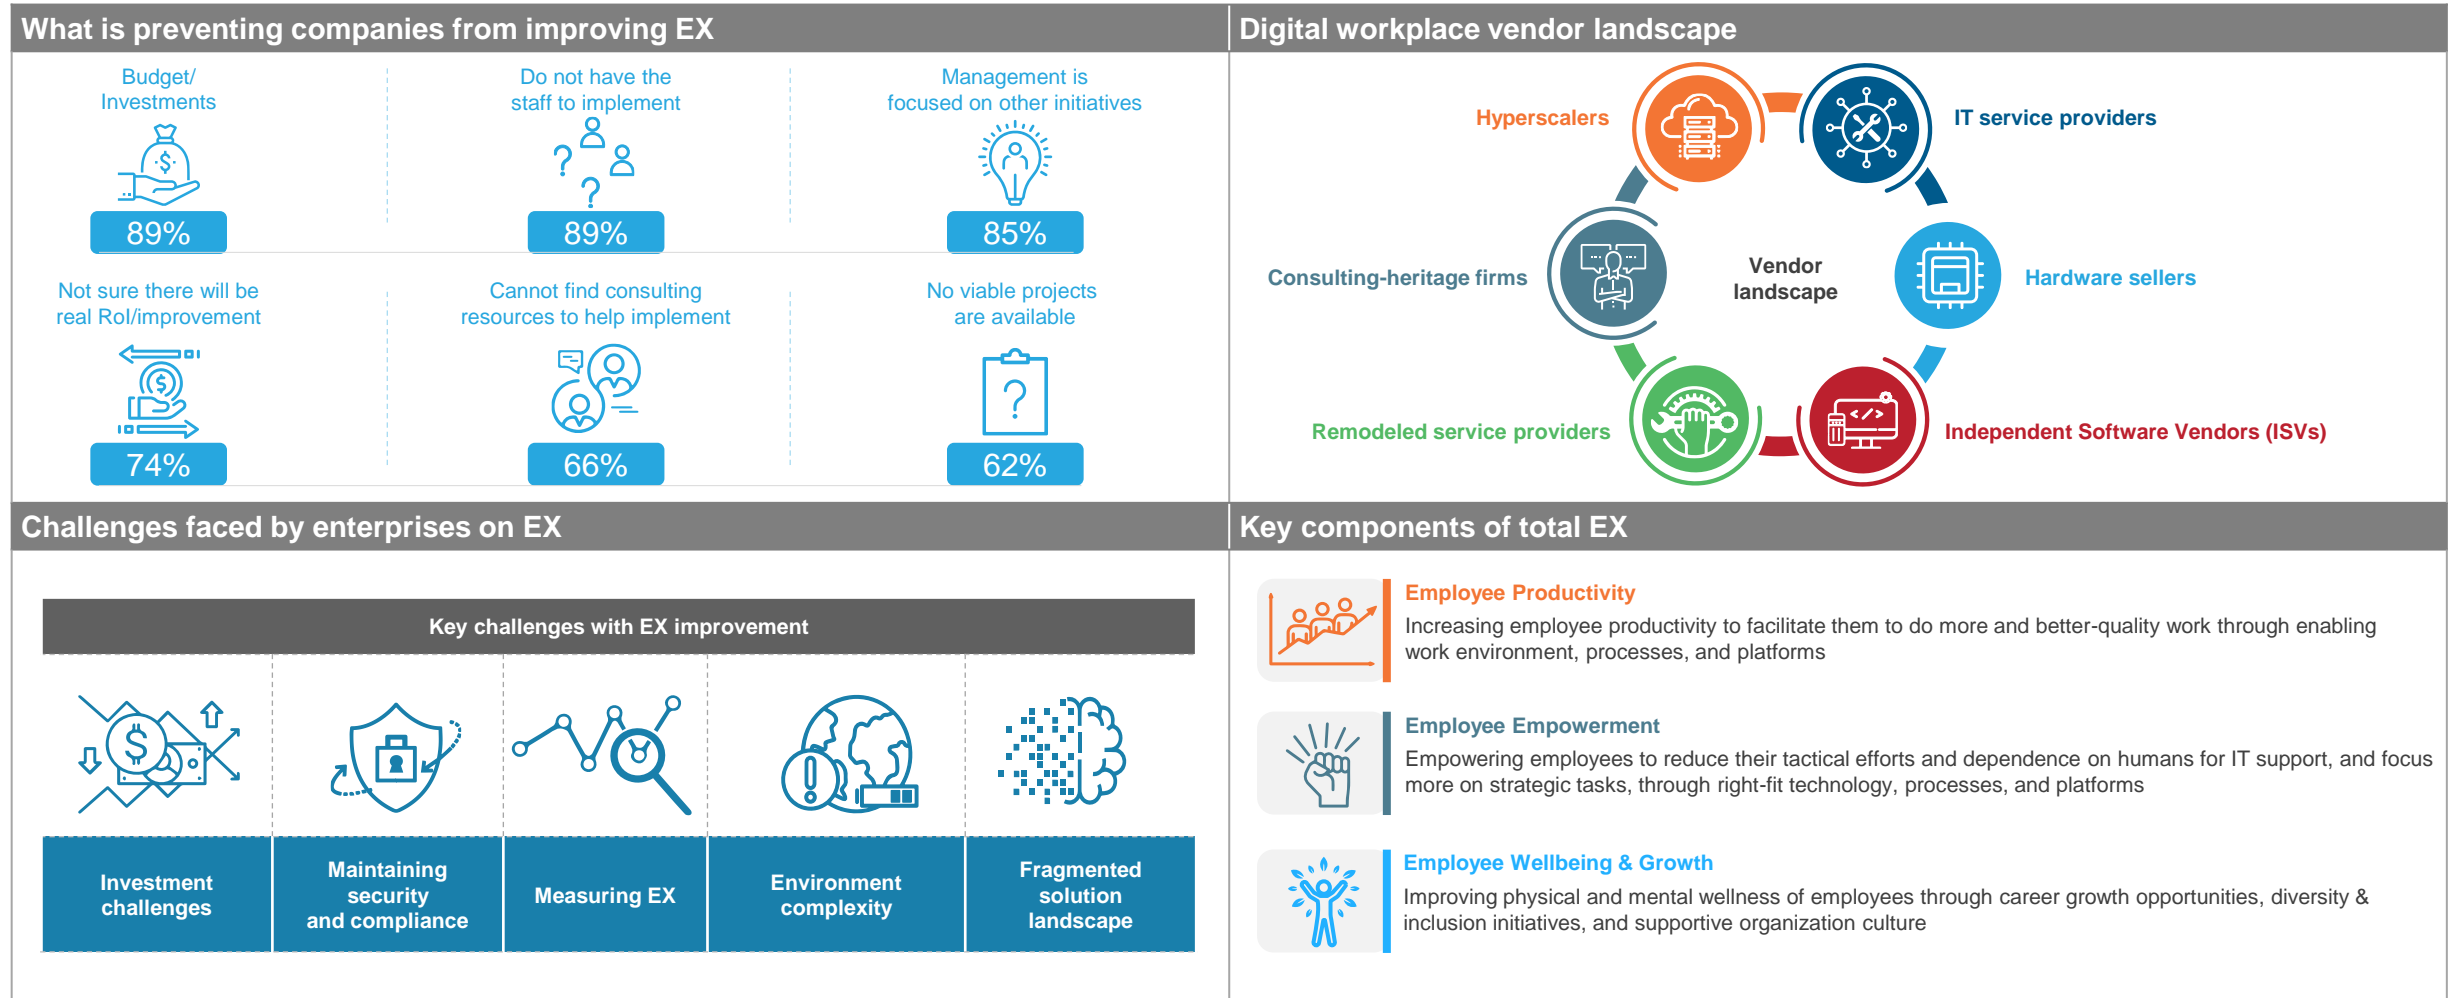 What is preventing companies from improving EX
Budget/
Investments
89%
Do not have the
staff to implement
89%
Management is
focused on other initiatives
85%
Not sure there will be
real RoI/improvement
74%
Cannot find consulting
resources to help implement
66%
No viable projects
are available
62%
Digital workplace vendor landscape
Hyperscalers
IT service providers
Consulting-heritage firms
Vendor
landscape
Hardware sellers
Remodeled service providers
Independent Software Vendors (ISVs)
Challenges faced by enterprises on EX
Key challenges with EX improvement
Investment
challenges
Maintaining
security
and compliance
Measuring EX
Environment
complexity
Fragmented
solution
landscape
Key components of total EX
Employee Productivity
Increasing employee productivity to facilitate them to do more and better-quality work through enabling
work environment, processes, and platforms
Employee Empowerment
Empowering employees to reduce their tactical efforts and dependence on humans for IT support, and focus
more on strategic tasks, through right-fit technology, processes, and platforms
Employee Wellbeing & Growth
Improving physical and mental wellness of employees through career growth opportunities, diversity &
inclusion initiatives, and supportive organization culture